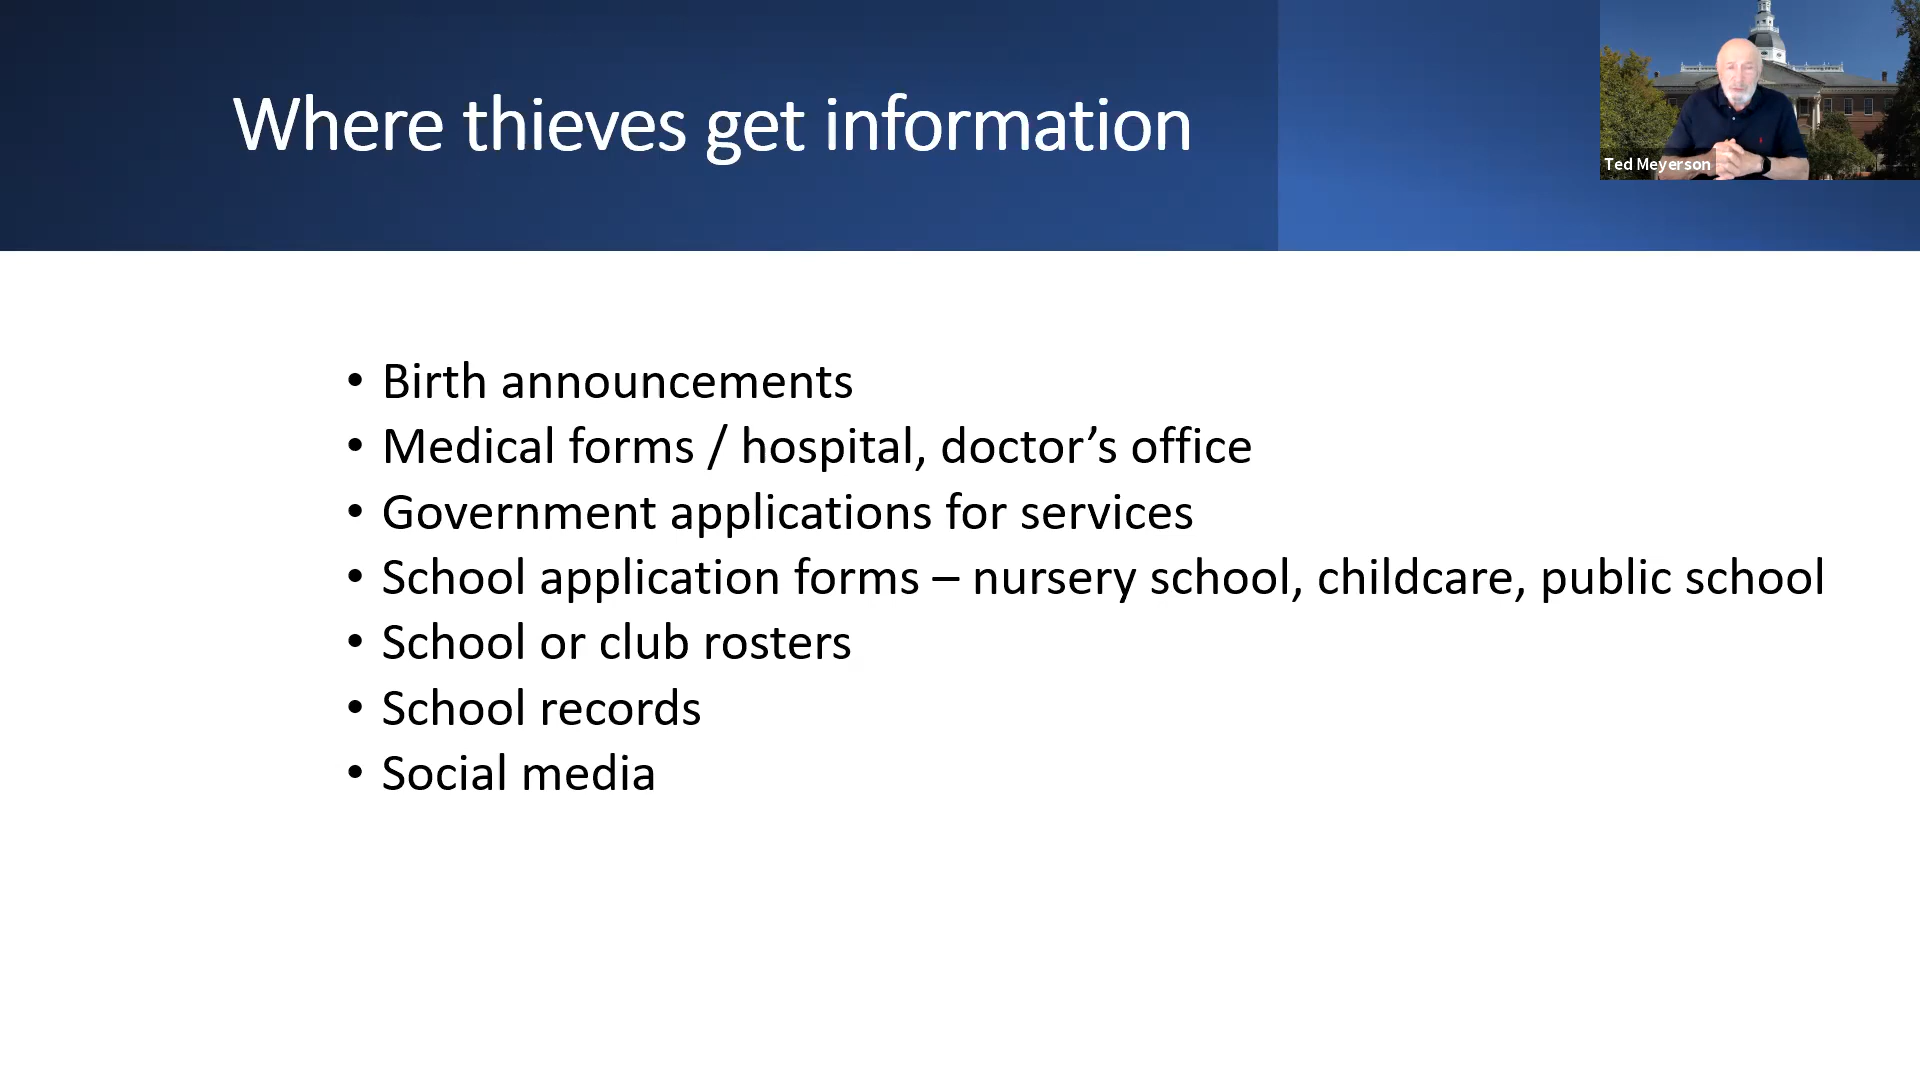 Where thieves get information
Ted Meyerson
• Birth announcements
• Medical forms / hospital, doctor’s office
• Government applications for services
• School application forms – nursery school, childcare, public school
• School or club rosters
• School records
• Social media